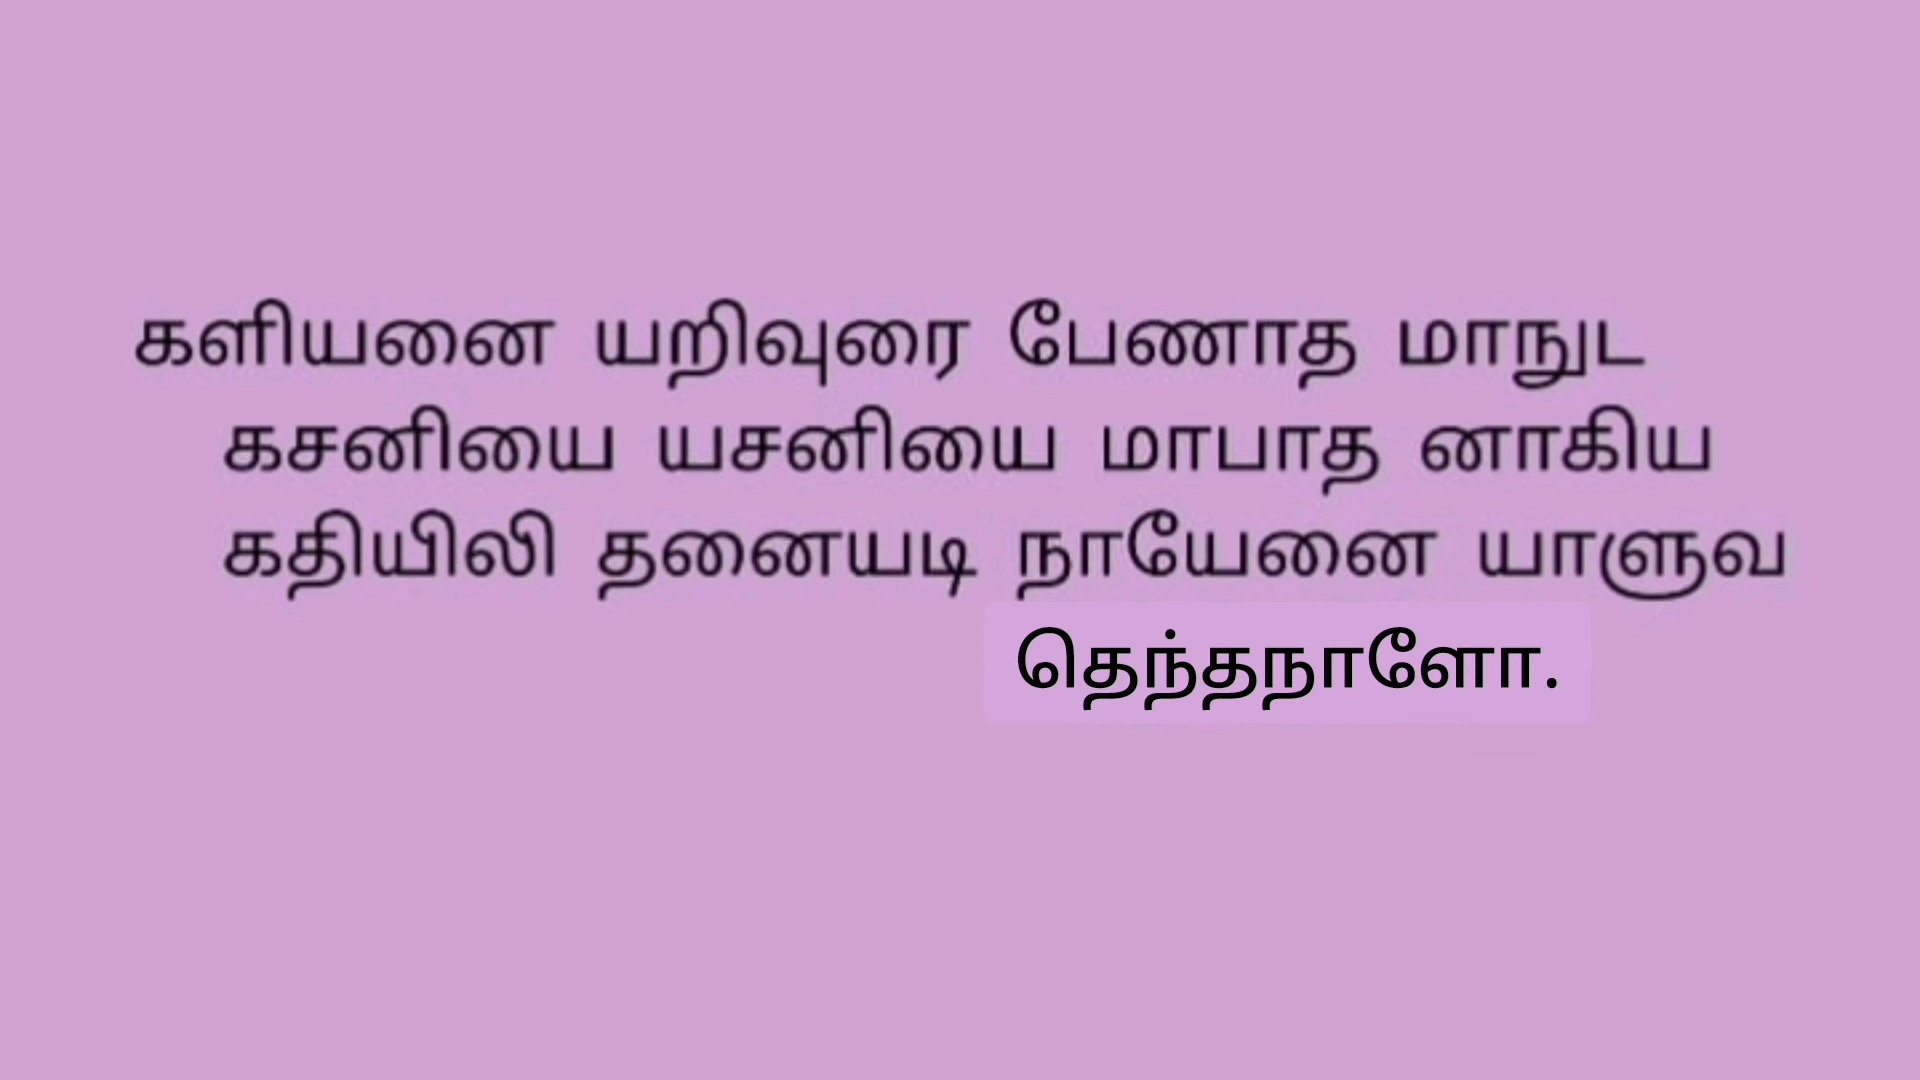 களியனை யறிவுரை பேணாத மாநுட
கசனியை யசனியை மாபாத னாகிய
கதியிலி தனையடி நாயேனை யாளுவ
தெந்தநாளோ.